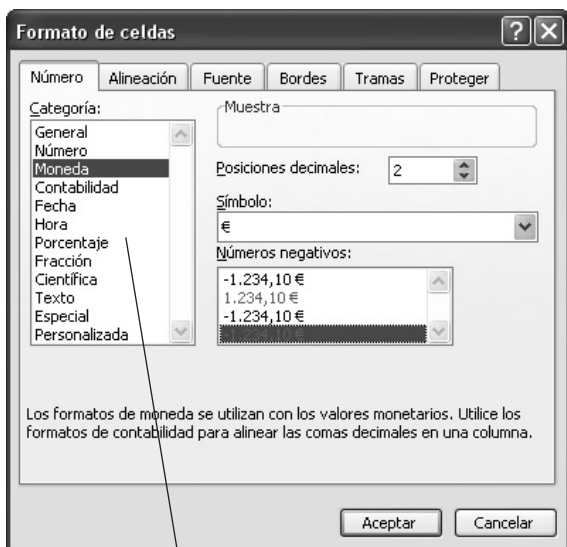 Formato de celdas
Número Alineación Fuente Bordes Tramas Proteger
Categoría:
General
Número
Moneda
Contabilidad
Fecha
Hora
Porcentaje
Fracción
Científica
Texto
Especial
Personalizada
Muestra
Posiciones decimales: 2
Símbolo:
€
Números negativos:
-1.234,10 €
1.234,10 €
-1.234,10 €
-1.234,10 €
Los formatos de moneda se utilizan con los valores monetarios. Utilice los
formatos de contabilidad para alinear las comas decimales en una columna.
Aceptar Cancelar